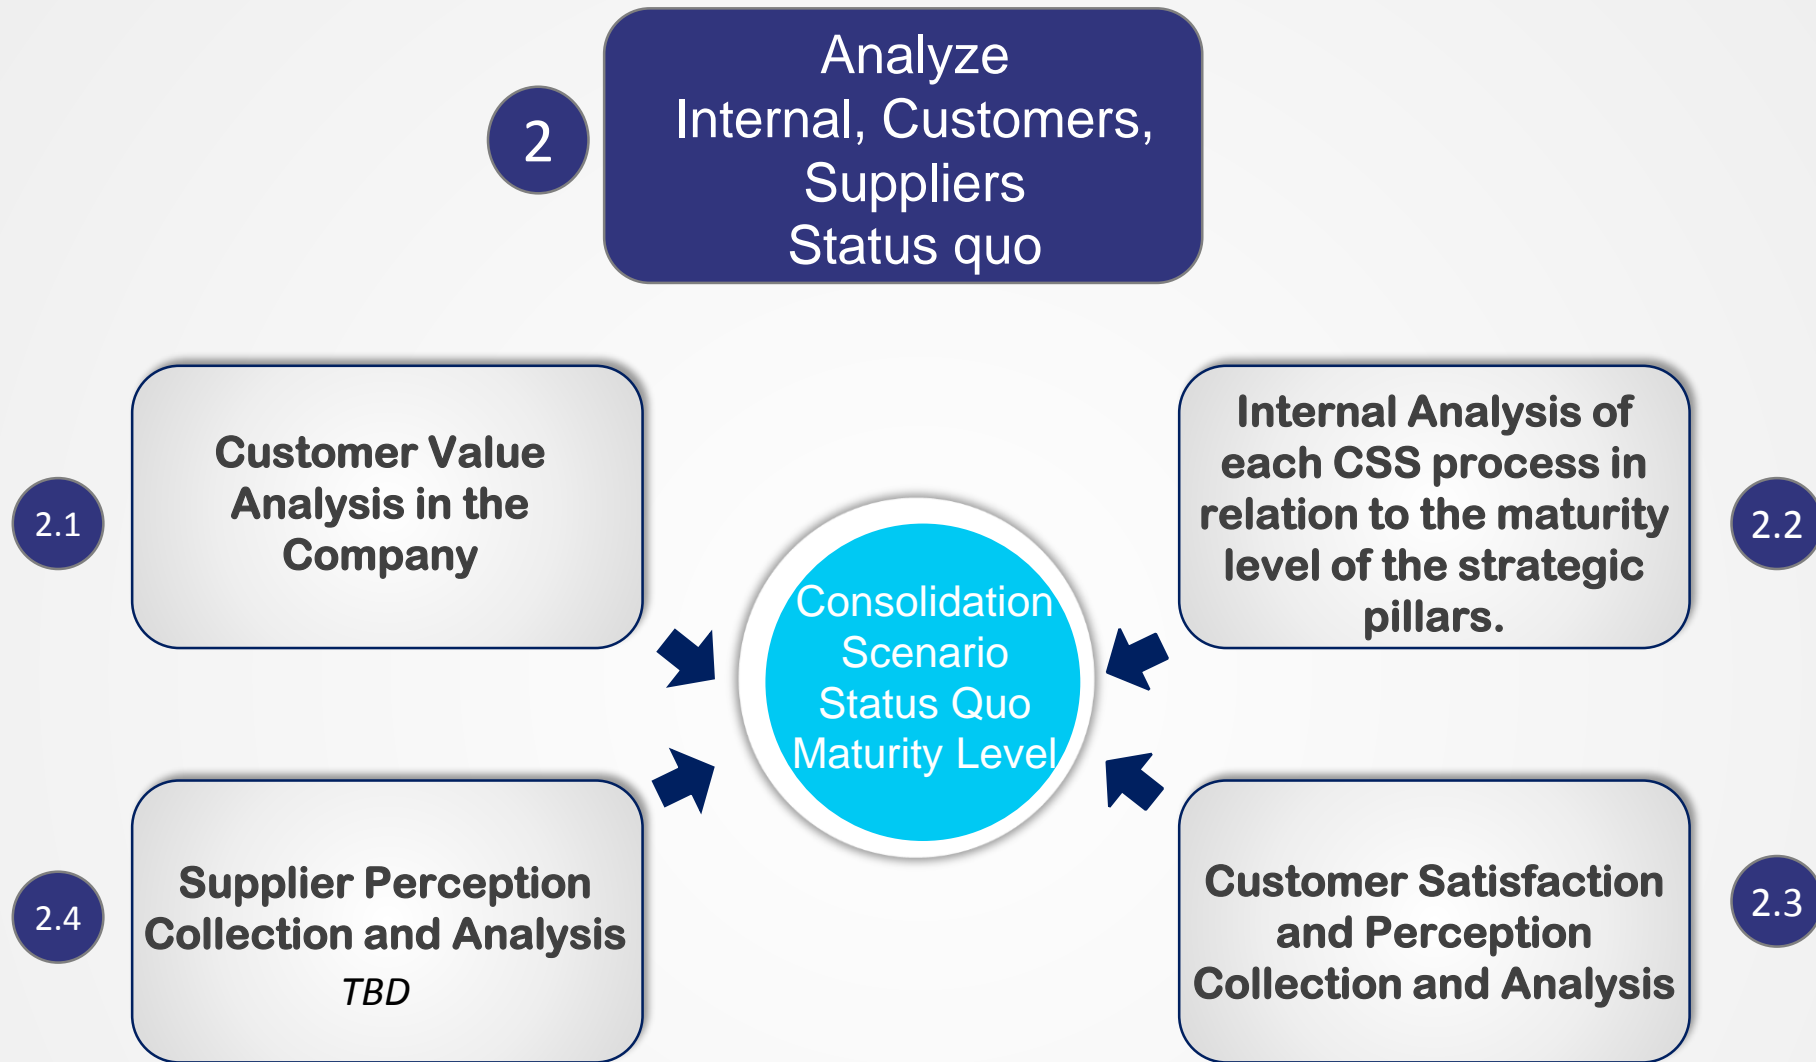 2
Analyze
Internal, Customers,
Suppliers
Status quo
2.1
Customer Value
Analysis in the
Company
Internal Analysis of
each CSS process in
relation to the maturity
level of the strategic
pillars.
2.2
Consolidation
Scenario
Status Quo
Maturity Level
2.4
Supplier Perception
Collection and Analysis
TBD
Customer Satisfaction
and Perception
Collection and Analysis
2.3